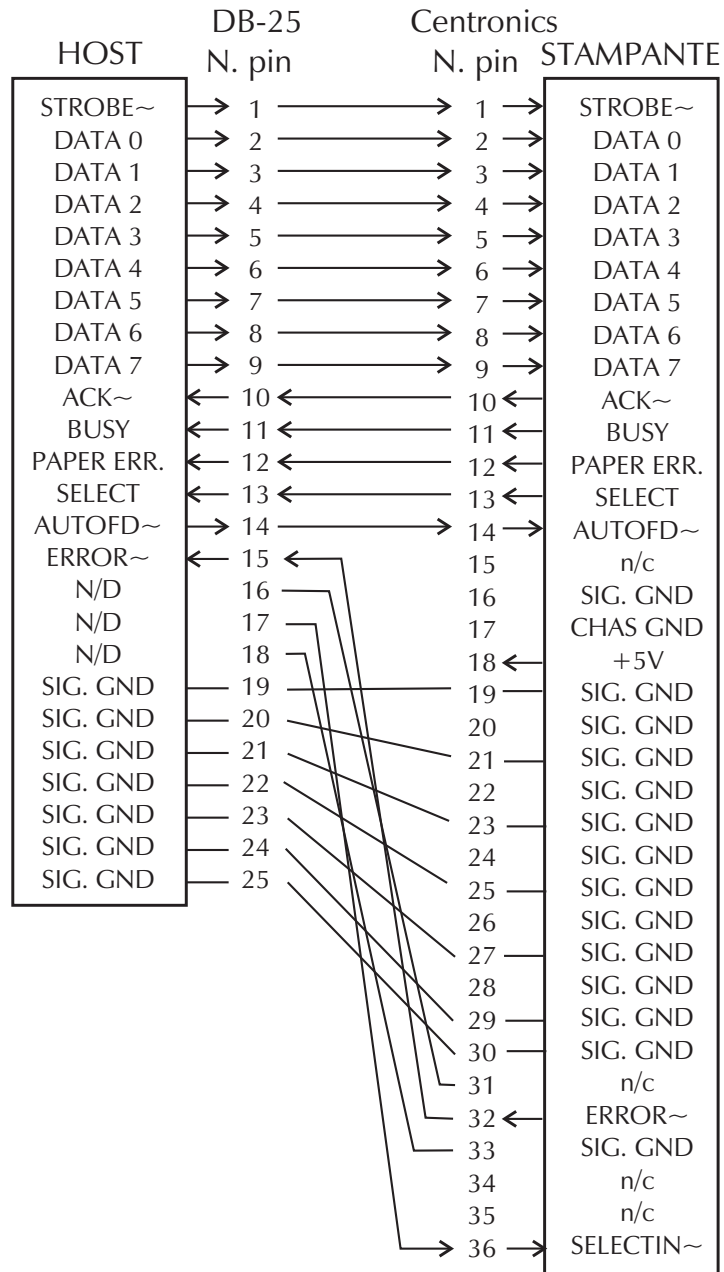 DB-25 Centronics
HOST N. pin N. pin STAMPANTE
STROBE~ 1 1 STROBE~
DATA 0 2 2 DATA 0
DATA 1 3 3 DATA 1
DATA 2 4 4 DATA 2
DATA 3 5 5 DATA 3
DATA 4 6 6 DATA 4
DATA 5 7 7 DATA 5
DATA 6 8 8 DATA 6
DATA 7 9 9 DATA 7
ACK~ 10 10 ACK~
BUSY 11 11 BUSY
PAPER ERR. 12 12 PAPER ERR.
SELECT 13 13 SELECT
AUTOFD~ 14 14 AUTOFD~
ERROR~ 15 15 n/c
N/D 16 16 SIG. GND
N/D 17 17 CHAS GND
N/D 18 18 +5V
SIG. GND 19 19 SIG. GND
SIG. GND 20 20 SIG. GND
SIG. GND 21 21 SIG. GND
SIG. GND 22 22 SIG. GND
SIG. GND 23 23 SIG. GND
SIG. GND 24 24 SIG. GND
SIG. GND 25 25 SIG. GND
26 SIG. GND
27 SIG. GND
28 SIG. GND
29 SIG. GND
30 SIG. GND
31 n/c
32 ERROR~
33 SIG. GND
34 n/c
35 n/c
36 SELECTIN~